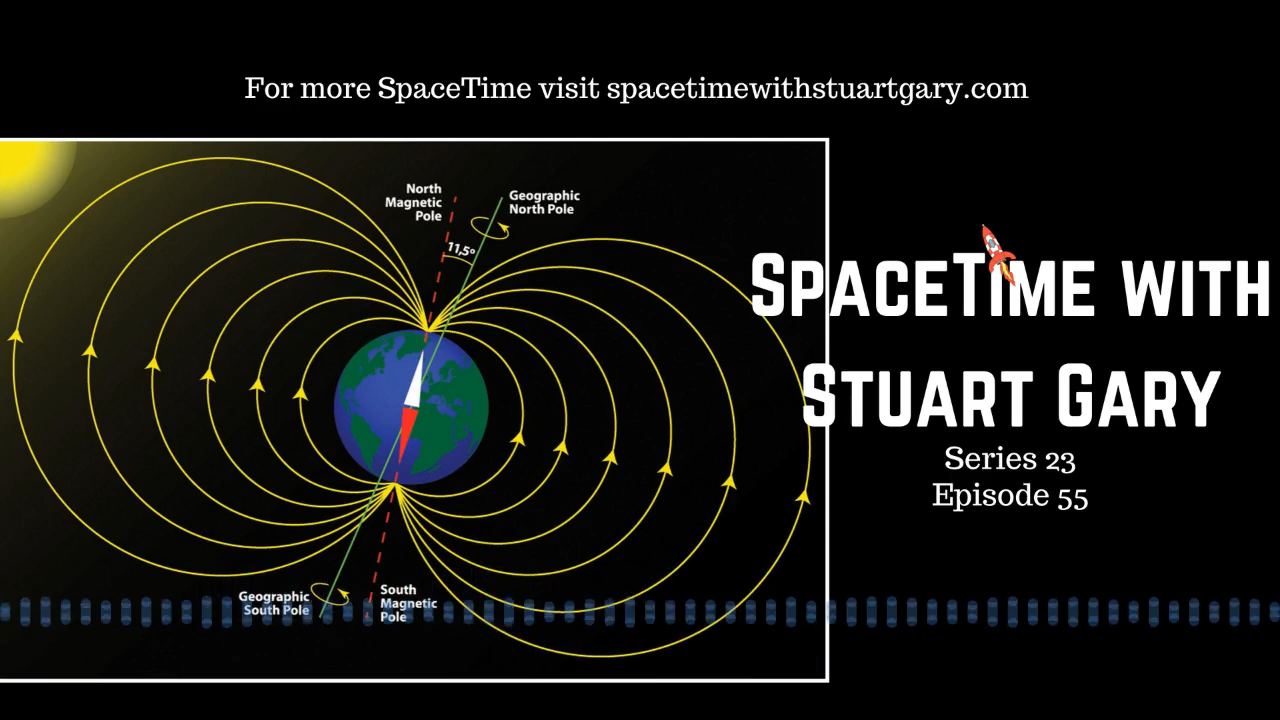 For more SpaceTime visit spacetimewithstuartgary.com
North
Magnetic
Pole
Geographic
North Pole
11,5º
SpaceTime with
Stuart Gary
Series 23
Episode 55
Geographic
South Pole
South
Magnetic
Pole